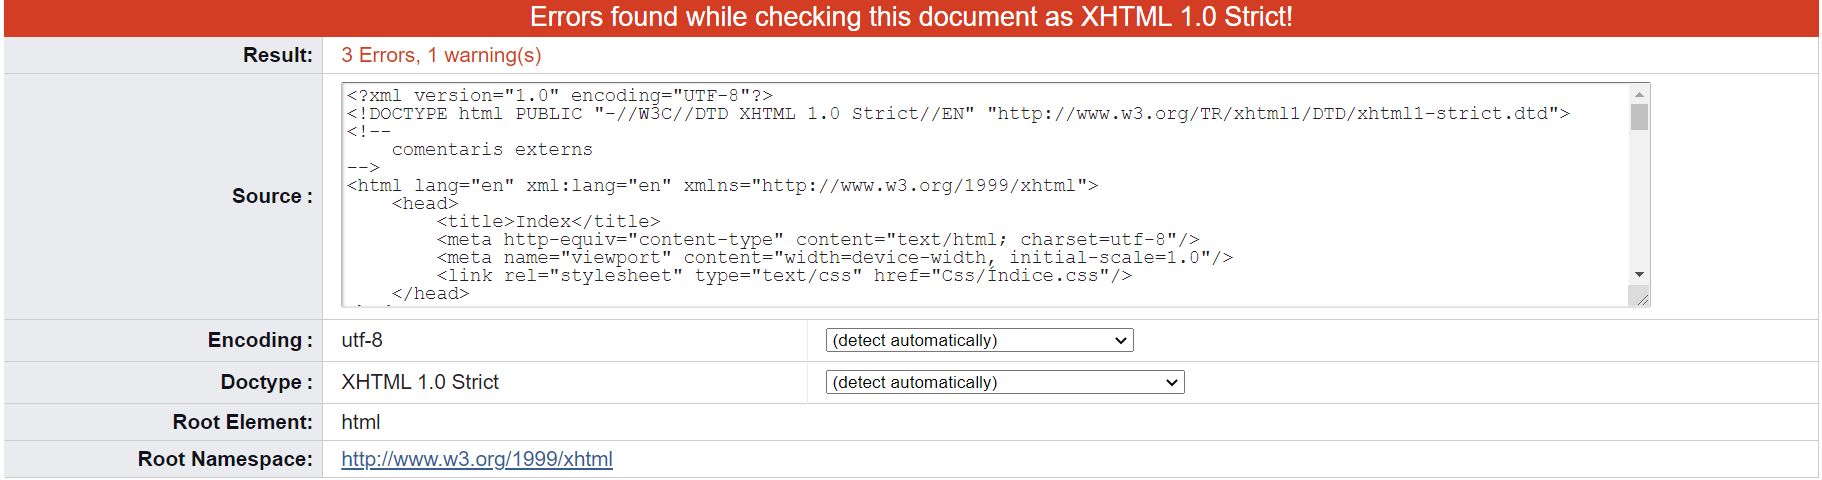 Errors found while checking this document as XHTML 1.0 Strict!
Result: 3 Errors, 1 warning(s)
Source :
<?xml version="1.0" encoding="UTF-8"?>
<!DOCTYPE html PUBLIC "-//W3C//DTD XHTML 1.0 Strict//EN" "http://www.w3.org/TR/xhtml1/DTD/xhtml1-strict.dtd">
<!--
    comentaris externs
-->
<html lang="en" xml:lang="en" xmlns="http://www.w3.org/1999/xhtml">
    <head>
        <title>Index</title>
        <meta http-equiv="content-type" content="text/html; charset=utf-8"/>
        <meta name="viewport" content="width=device-width, initial-scale=1.0"/>
        <link rel="stylesheet" type="text/css" href="Css/Índice.css"/>
    </head>
Encoding : utf-8 (detect automatically)
Doctype : XHTML 1.0 Strict (detect automatically)
Root Element: html
Root Namespace: http://www.w3.org/1999/xhtml